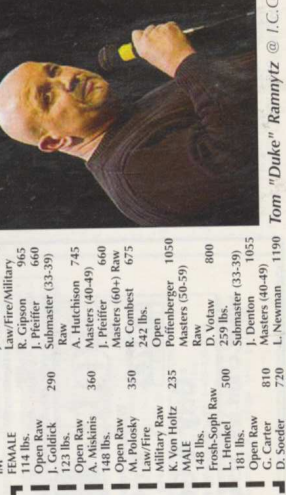 FEMALE
114 lbs.
Open Raw
J. Goldick 290
123 lbs.
Open Raw
A. Miskinis 360
148 lbs.
Open Raw
M. Polosky 350
Law/Fire
Military Raw
K. Von Holtz 235
MALE
148 lbs.
Frosh-Soph Raw
L. Henkel 500
181 lbs.
Open Raw
G. Carter 810
D. Soeder 720
Law/Fire/Military
R. Gipson 965
J. Pfeiffer 660
Submaster (33-39)
Raw
A. Hutchison 745
Masters (40-49)
J. Pfeiffer 660
Masters (60+) Raw
R. Combest 675
242 lbs.
Open
Poffenberger 1050
Masters (50-59)
Raw
D. Votaw 800
259 lbs.
Submaster (33-39)
J. Denton 1055
Masters (40-49)
L. Newman 1190
Tom "Duke" Ramnytz @ I.C.C